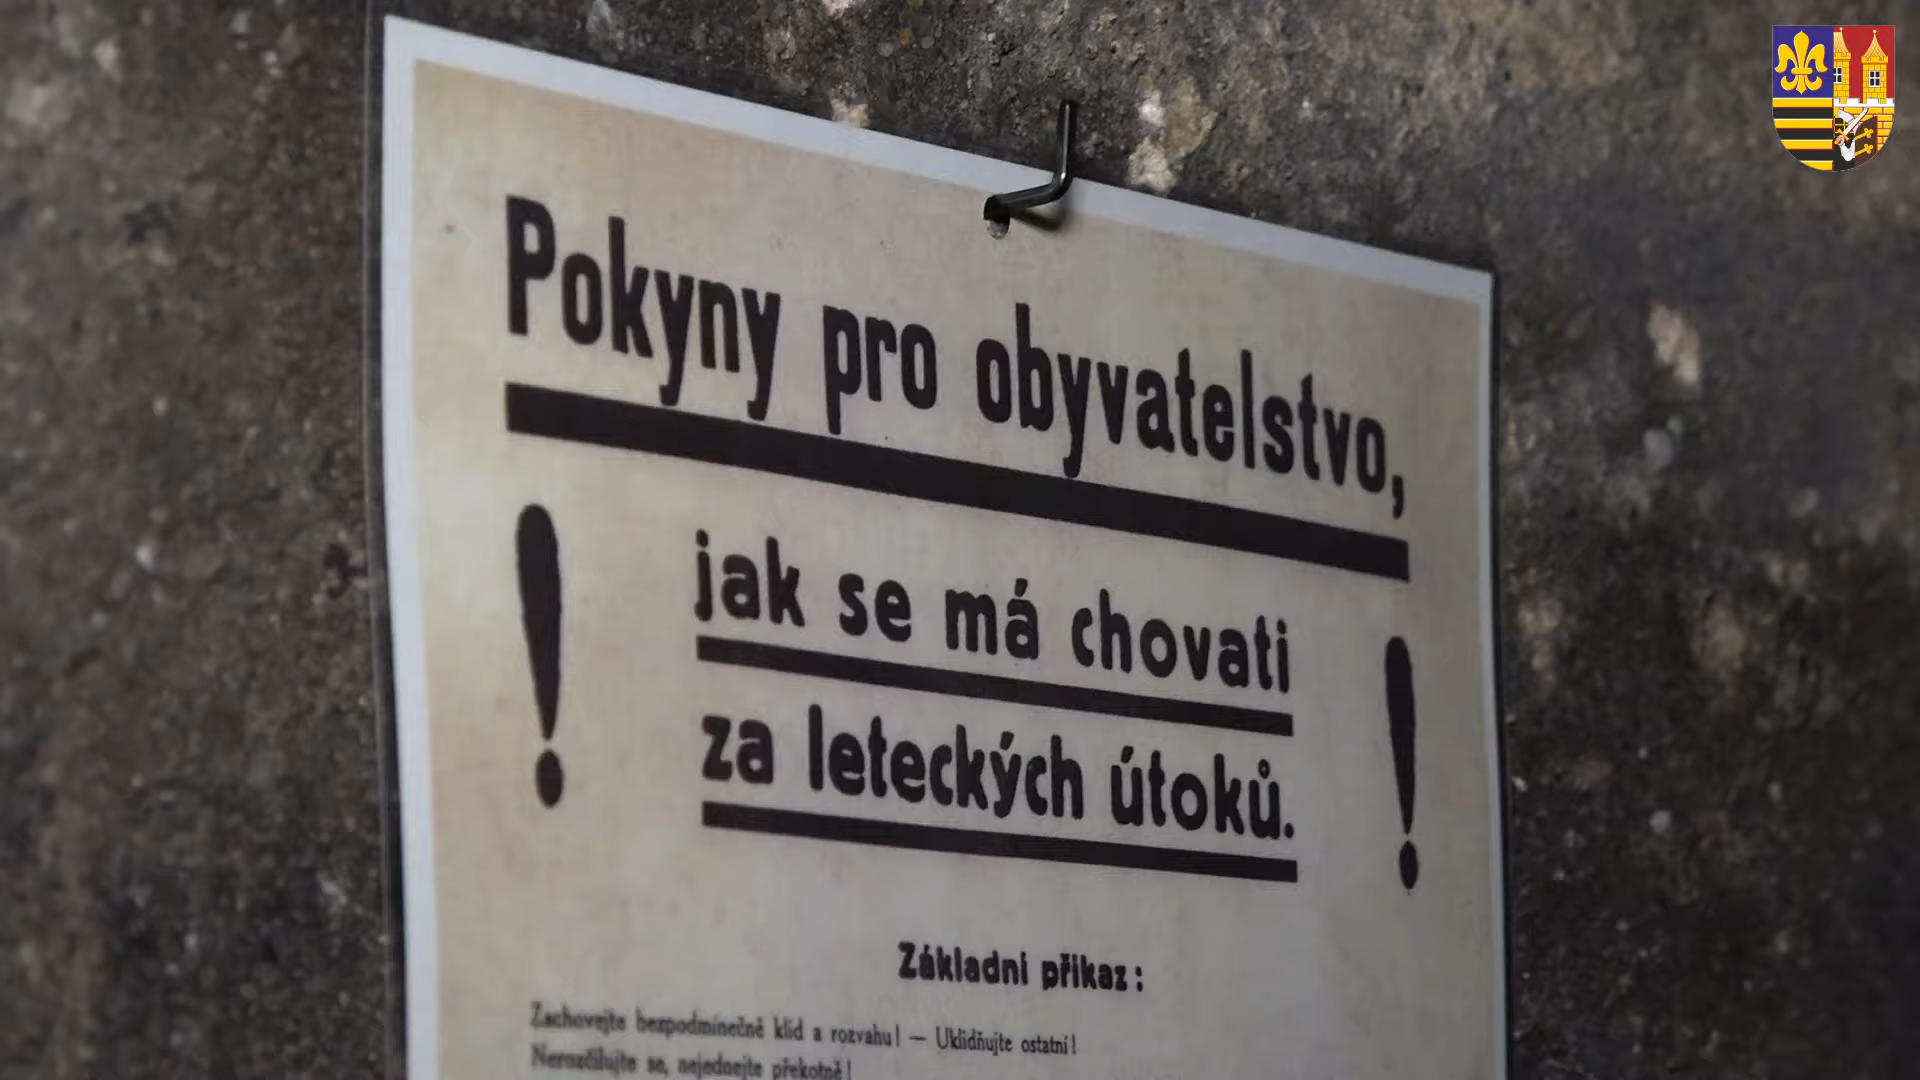 Pokyny pro obyvatelstvo,
! jak se má chovati !
za leteckých útoků.
Základní příkaz:
Zachovejte bezpodmínečně klid a rozvahu! — Uklidňujte ostatní!
Nerozčilujte se, nejednejte překotně!